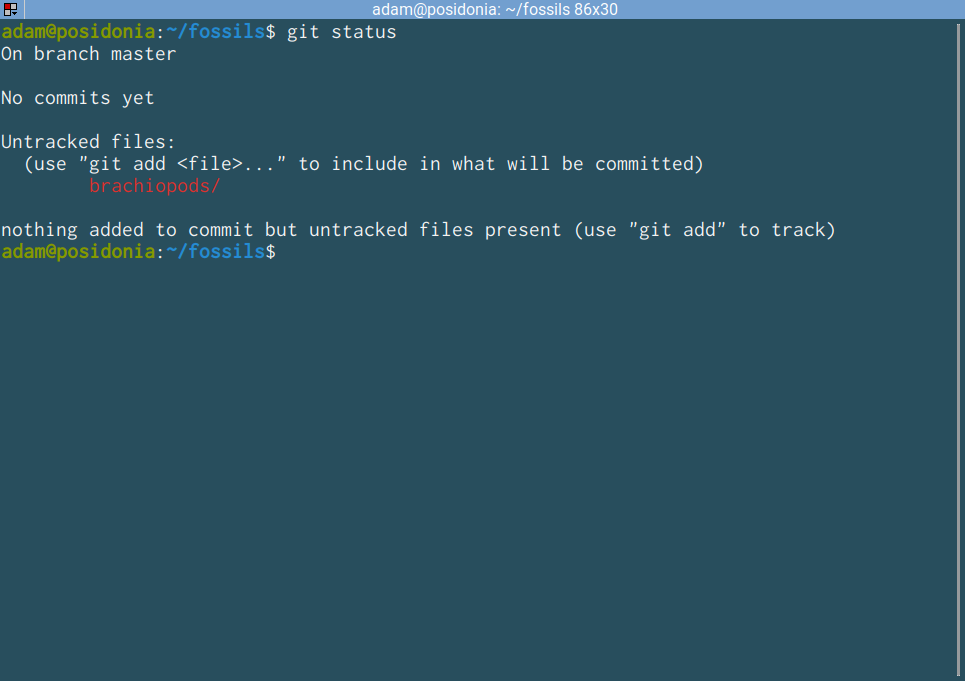 adam@posidonia: ~/fossils 86x30
adam@posidonia:~/fossils$ git status
On branch master
No commits yet
Untracked files:
(use "git add <file>..." to include in what will be committed)
brachiopods/
nothing added to commit but untracked files present (use "git add" to track)
adam@posidonia:~/fossils$